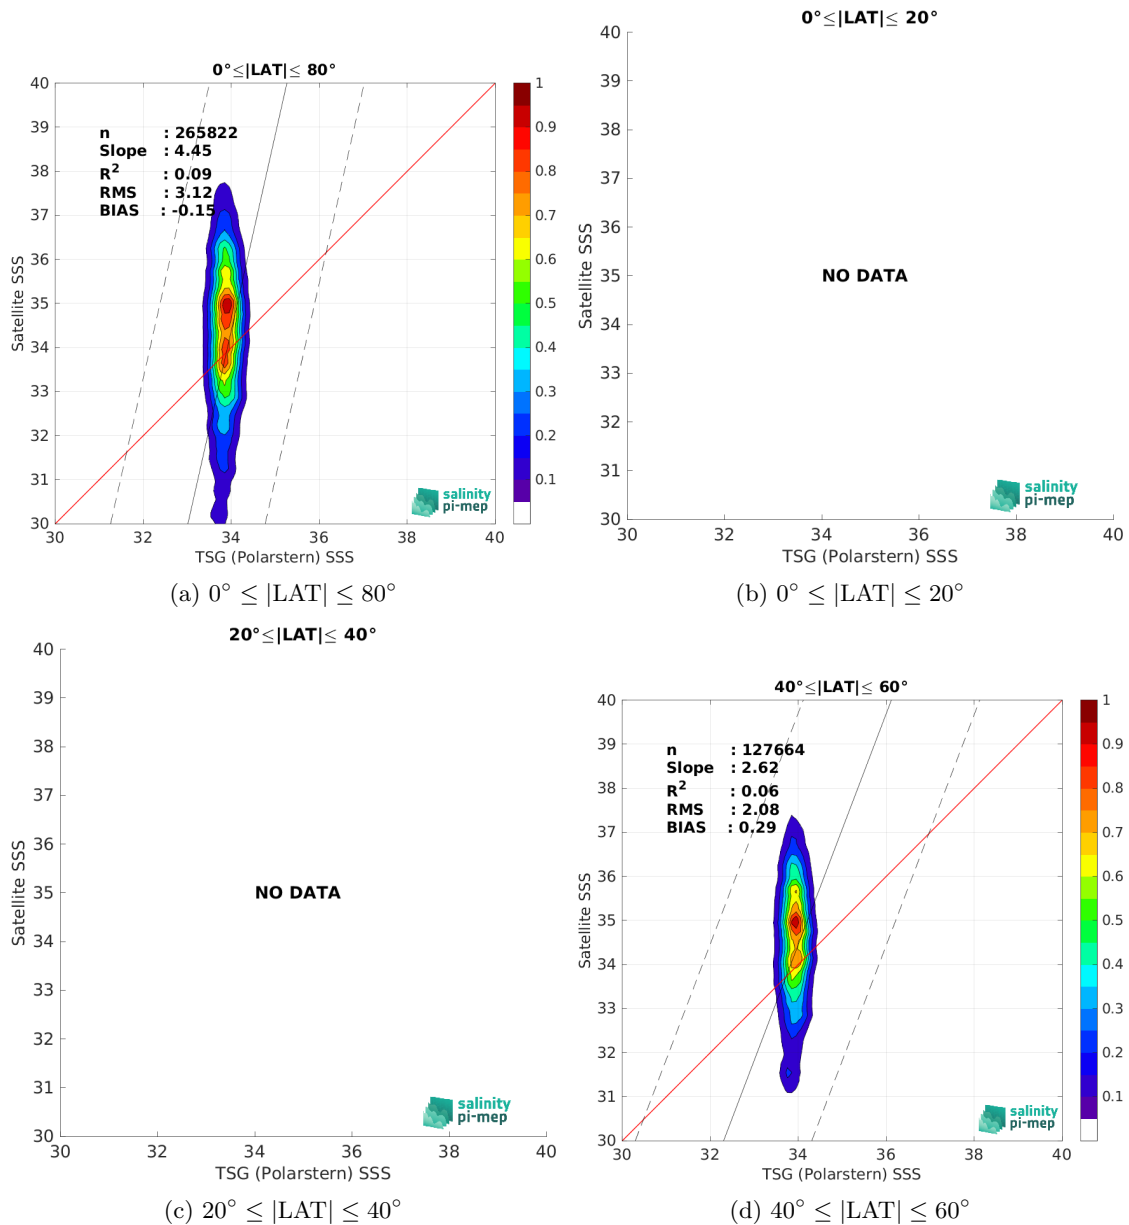 0°≤|LAT|≤ 80°
40
39
38
37
36
35
34
33
32
31
30
Satellite SSS
n : 265822
Slope : 4.45
R² : 0.09
RMS : 3.12
BIAS : -0.15
salinity
pi-mep
30 32 34 36 38 40
TSG (Polarstern) SSS
1
0.9
0.8
0.7
0.6
0.5
0.4
0.3
0.2
0.1
(a) 0° ≤ |LAT| ≤ 80°
0°≤|LAT|≤ 20°
40
39
38
37
36
35
34
33
32
31
30
Satellite SSS
NO DATA
salinity
pi-mep
30 32 34 36 38 40
TSG (Polarstern) SSS
(b) 0° ≤ |LAT| ≤ 20°
20°≤|LAT|≤ 40°
40
39
38
37
36
35
34
33
32
31
30
Satellite SSS
NO DATA
salinity
pi-mep
30 32 34 36 38 40
TSG (Polarstern) SSS
(c) 20° ≤ |LAT| ≤ 40°
40°≤|LAT|≤ 60°
40
39
38
37
36
35
34
33
32
31
30
Satellite SSS
n : 127664
Slope : 2.62
R² : 0.06
RMS : 2.08
BIAS : 0.29
salinity
pi-mep
30 32 34 36 38 40
TSG (Polarstern) SSS
1
0.9
0.8
0.7
0.6
0.5
0.4
0.3
0.2
0.1
(d) 40° ≤ |LAT| ≤ 60°